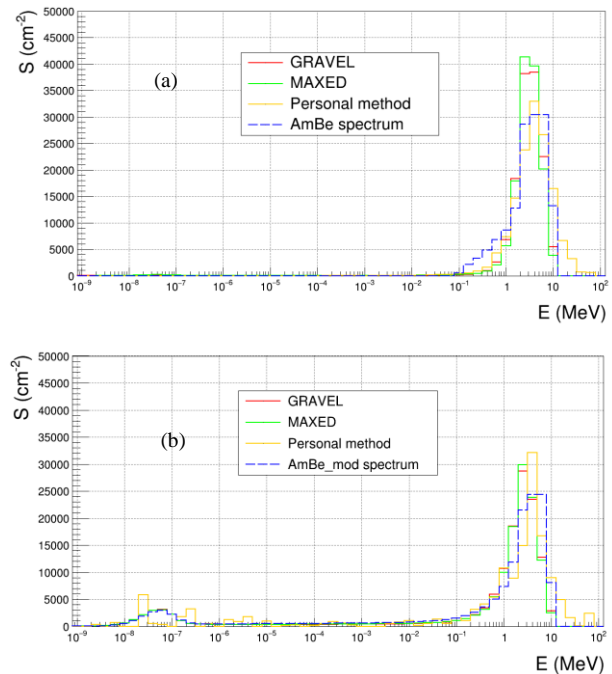 S (cm⁻²)
50000
45000
40000
35000
30000
25000
20000
15000
10000
5000
0
(a)
GRAVEL
MAXED
Personal method
AmBe spectrum
10⁻⁹ 10⁻⁸ 10⁻⁷ 10⁻⁶ 10⁻⁵ 10⁻⁴ 10⁻³ 10⁻² 10⁻¹ 1 10 10²
E (MeV)
S (cm⁻²)
50000
45000
40000
35000
30000
25000
20000
15000
10000
5000
0
(b)
GRAVEL
MAXED
Personal method
AmBe_mod spectrum
10⁻⁹ 10⁻⁸ 10⁻⁷ 10⁻⁶ 10⁻⁵ 10⁻⁴ 10⁻³ 10⁻² 10⁻¹ 1 10 10²
E (MeV)